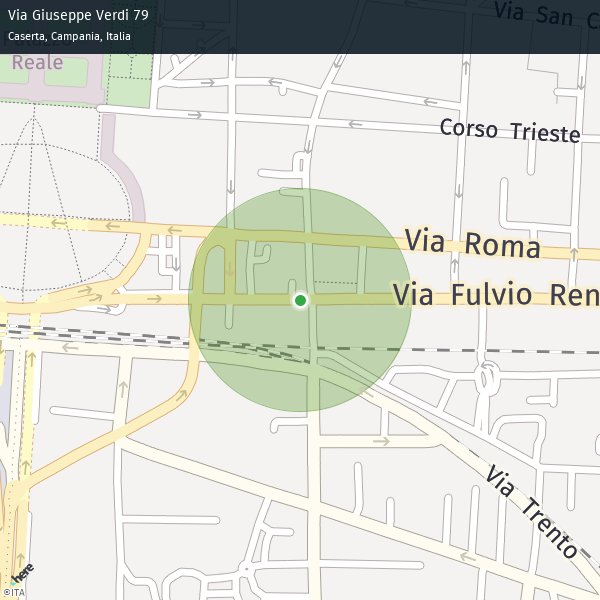 Via Giuseppe Verdi 79
Caserta, Campania, Italia
Palazzo
Reale
Via San C
Corso Trieste
Via Roma
Via Fulvio Ren
Via Trento
here
©ITA